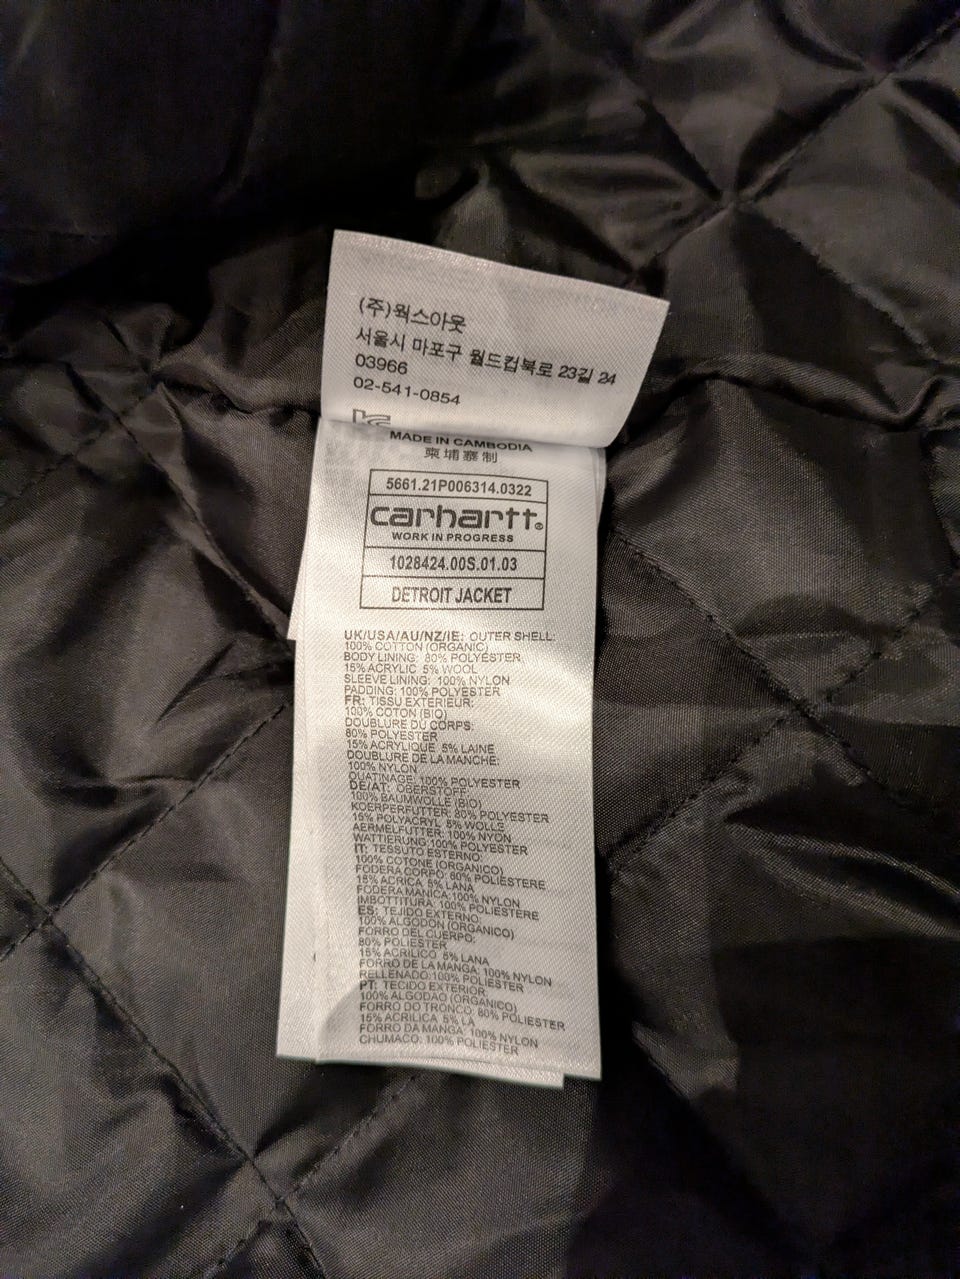 (주)웍스아웃
서울시 마포구 월드컵북로 23길 24
03966
02-541-0854
MADE IN CAMBODIA
柬埔寨制
5661.21P006314.0322
carhartt®
WORK IN PROGRESS
1028424.00S.01.03
DETROIT JACKET
UK/USA/AU/NZ/IE: OUTER SHELL:
100% COTTON (ORGANIC)
BODY LINING: 80% POLYESTER
15% ACRYLIC 5% WOOL
SLEEVE LINING: 100% NYLON
PADDING: 100% POLYESTER
FR: TISSU EXTERIEUR:
100% COTON (BIO)
DOUBLURE DU CORPS:
80% POLYESTER
15% ACRYLIQUE 5% LAINE
DOUBLURE DE LA MANCHE:
100% NYLON
OUATINAGE: 100% POLYESTER
DE/AT: OBERSTOFF:
100% BAUMWOLLE (BIO)
KOERPERFUTTER: 80% POLYESTER
15% POLYACRYL 5% WOLLE
AERMELFUTTER: 100% NYON
WATTIERUNG: 100% POLYESTER
IT: TESSUTO ESTERNO:
100% COTONE (ORGANICO)
FODERA CORPO: 80% POLIESTERE
15% ACRICA 5% LANA
FODERA MANICA: 100% NYLON
IMBOTTITURA: 100% POLIESTERE
ES: TEJIDO EXTERNO:
100% ALGODON (ORGANICO)
FORRO DEL CUERPO:
80% POLIESTER
15% ACRILICO 5% LANA
FORRO DE LA MANGA: 100% NYLON
RELLENADO: 100% POLIESTER
PT: TECIDO EXTERIOR:
100% ALGODAO (ORGANICO)
FORRO DO TRONCO: 80% POLIESTER
15% ACRILICA 5% LA
FORRO DA MANGA: 100% NYLON
CHUMACO: 100% POLIESTER